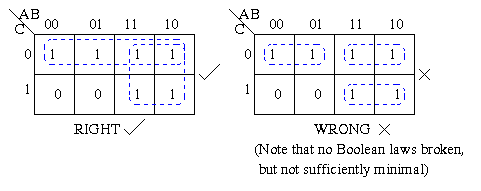 AB AB
C 00 01 11 10 C 00 01 11 10
0 1 1 1 1 0 1 1 1 1
1 0 0 1 1 1 0 0 1 1
RIGHT WRONG
(Note that no Boolean laws broken,
but not sufficiently minimal)